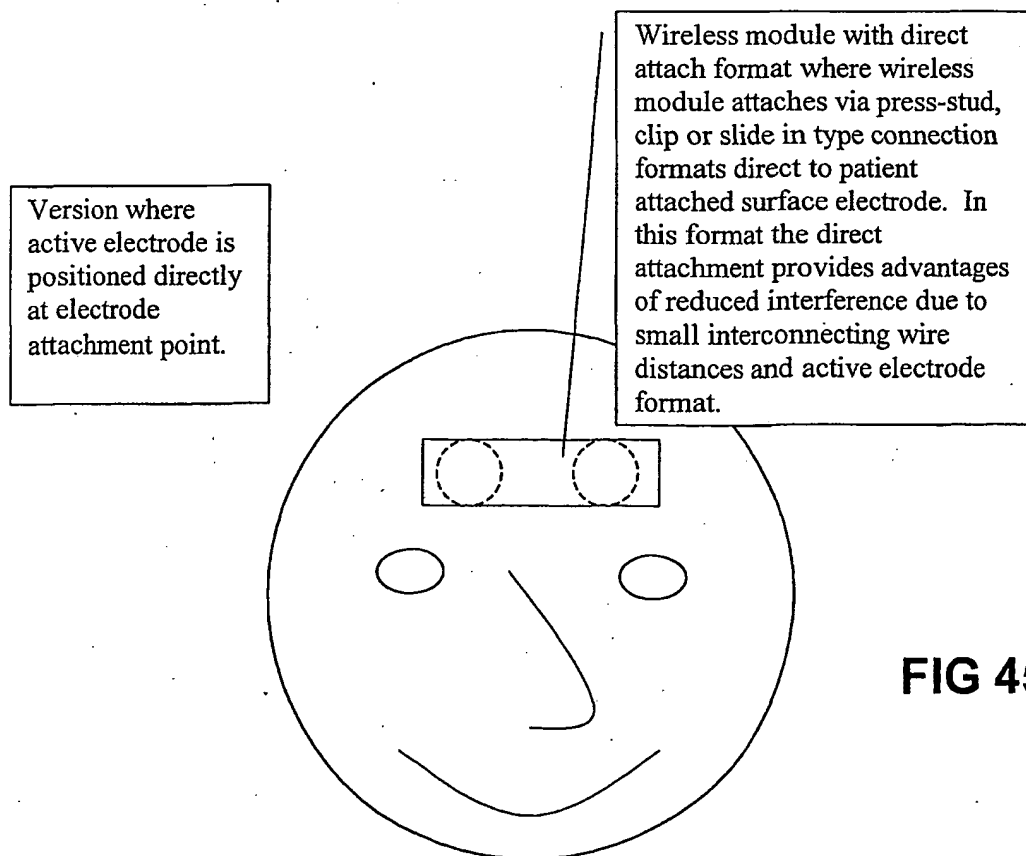 Wireless module with direct
attach format where wireless
module attaches via press-stud,
clip or slide in type connection
formats direct to patient
attached surface electrode. In
this format the direct
attachment provides advantages
of reduced interference due to
small interconnecting wire
distances and active electrode
format.
Version where
active electrode is
positioned directly
at electrode
attachment point.
FIG 45